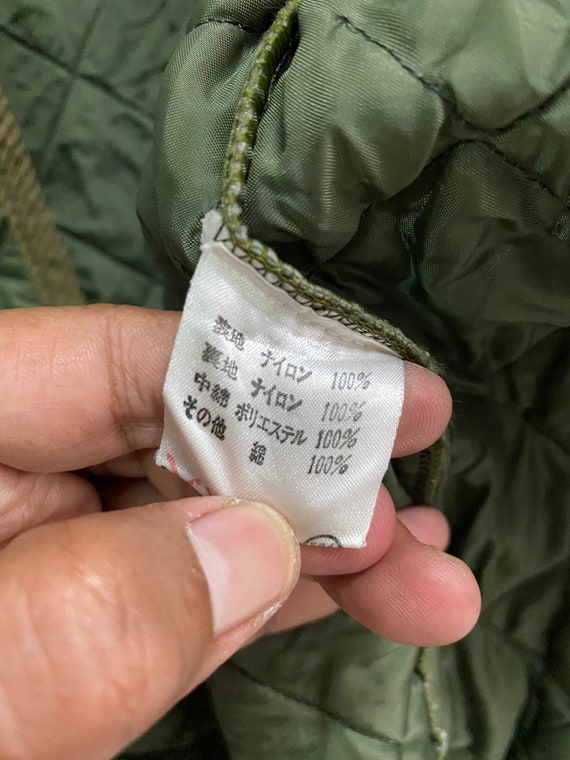 表地 ナイロン 100%
裏地 ナイロン 100%
中綿 ポリエステル 100%
その他 綿 100%